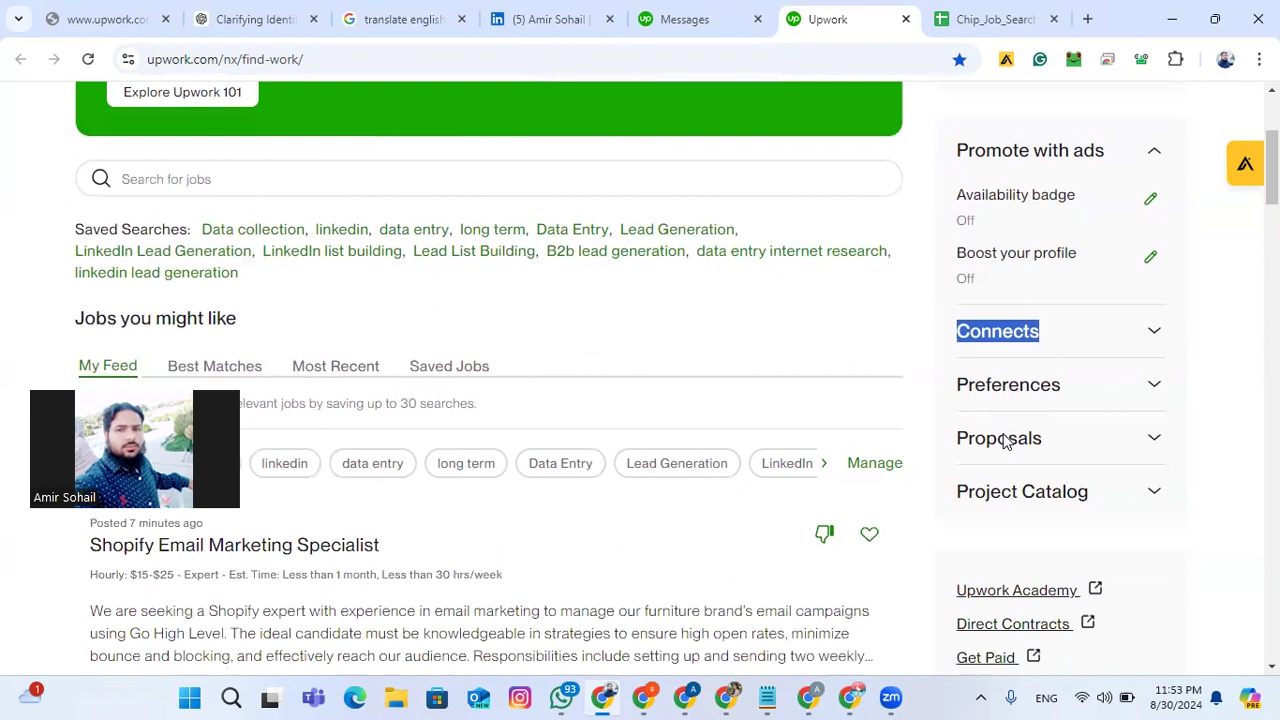 www.upwork.co
Clarifying Identi
translate english
(5) Amir Sohail |
Messages
Upwork
Chip_Job_Search
upwork.com/nx/find-work/
Explore Upwork 101
Search for jobs
Saved Searches: Data collection, linkedin, data entry, long term, Data Entry, Lead Generation,
LinkedIn Lead Generation, LinkedIn list building, Lead List Building, B2b lead generation, data entry internet research,
linkedin lead generation
Jobs you might like
My Feed Best Matches Most Recent Saved Jobs
elevant jobs by saving up to 30 searches.
linkedin data entry long term Data Entry Lead Generation LinkedIn Manage
Amir Sohail
Posted 7 minutes ago
Shopify Email Marketing Specialist
Hourly: $15-$25 - Expert - Est. Time: Less than 1 month, Less than 30 hrs/week
We are seeking a Shopify expert with experience in email marketing to manage our furniture brand's email campaigns
using Go High Level. The ideal candidate must be knowledgeable in strategies to ensure high open rates, minimize
bounce and blocking, and effectively reach our audience. Responsibilities include setting up and sending two weekly...
Promote with ads
Availability badge
Off
Boost your profile
Off
Connects
Preferences
Proposals
Project Catalog
Upwork Academy
Direct Contracts
Get Paid
1
93
ENG
11:53 PM
8/30/2024